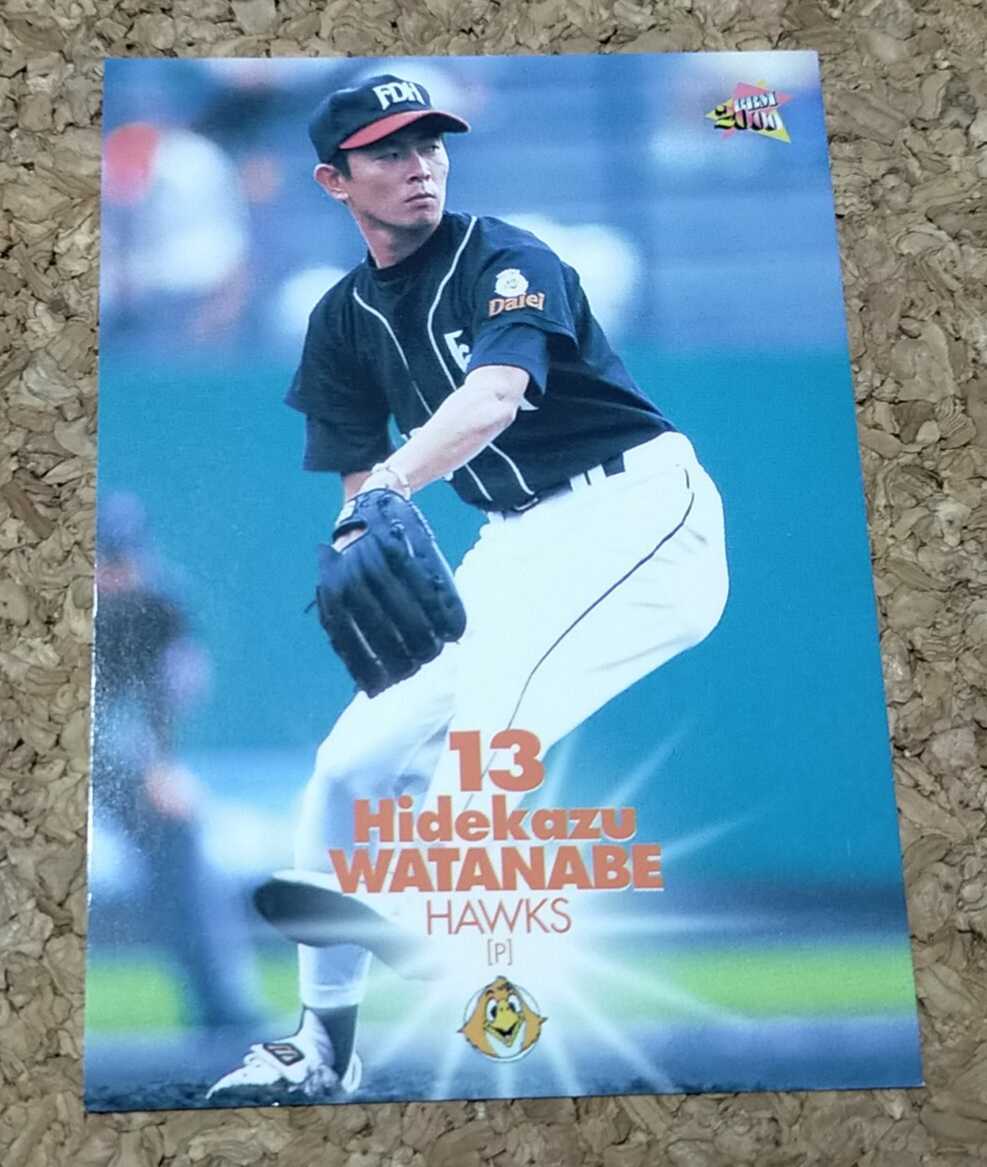 FDH
BBM
2000
Daiei
13
Hidekazu
WATANABE
HAWKS
[P]